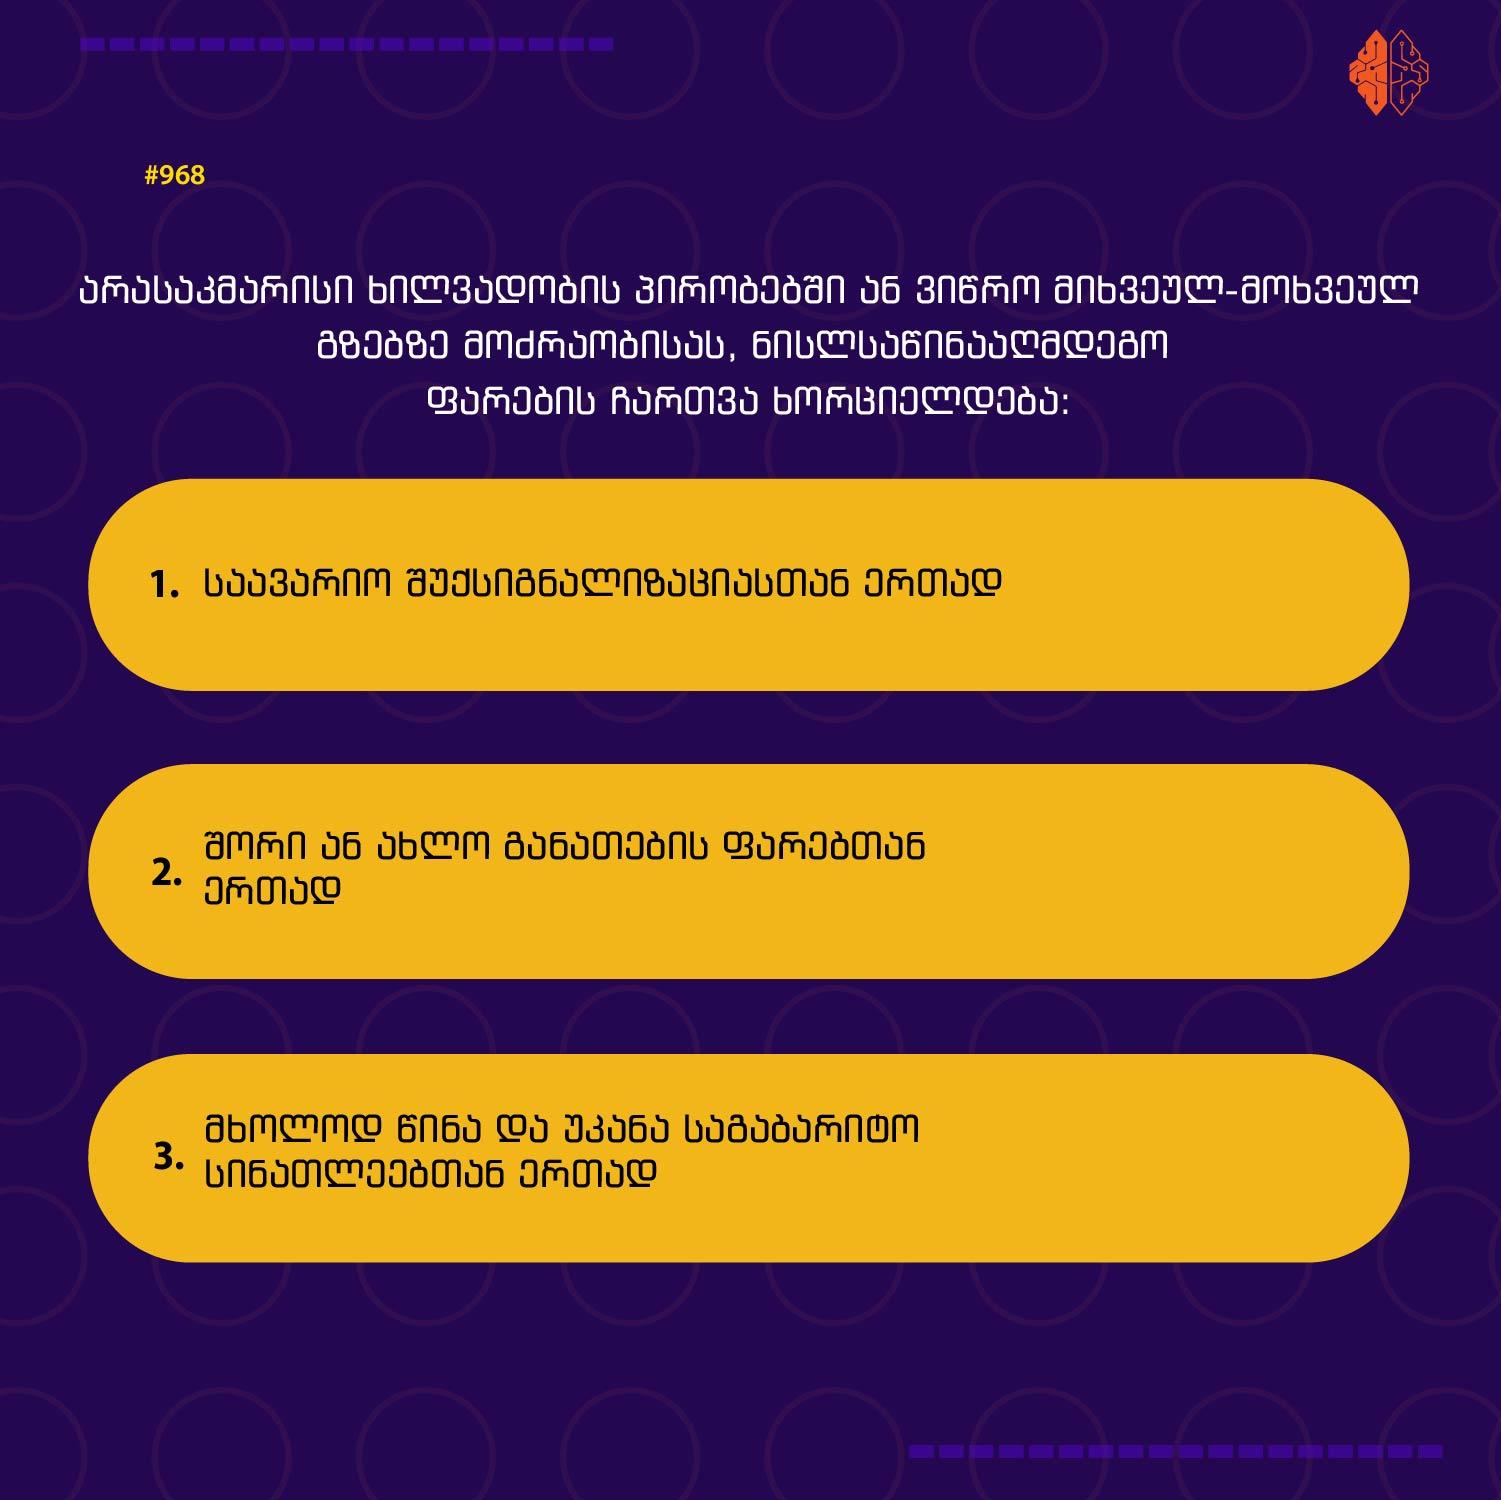 #968
არასაკმარისი ხილვადობის პირობებში ან ვიწრო მიხვეულ-მოხვეულ
გზებზე მოძრაობისას, ნისლსაწინააღმდეგო
ფარების ჩართვა ხორციელდება:
1. საავარიო შუქსიგნალიზაციასთან ერთად
2. შორი ან ახლო განათების ფარებთან
ერთად
3. მხოლოდ წინა და უკანა საგაბარიტო
სინათლეებთან ერთად